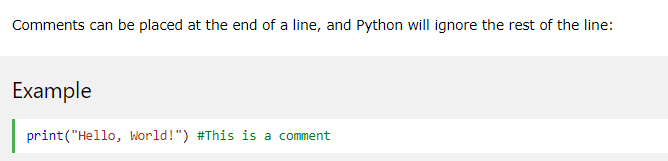 Comments can be placed at the end of a line, and Python will ignore the rest of the line:
Example
print("Hello, World!") #This is a comment